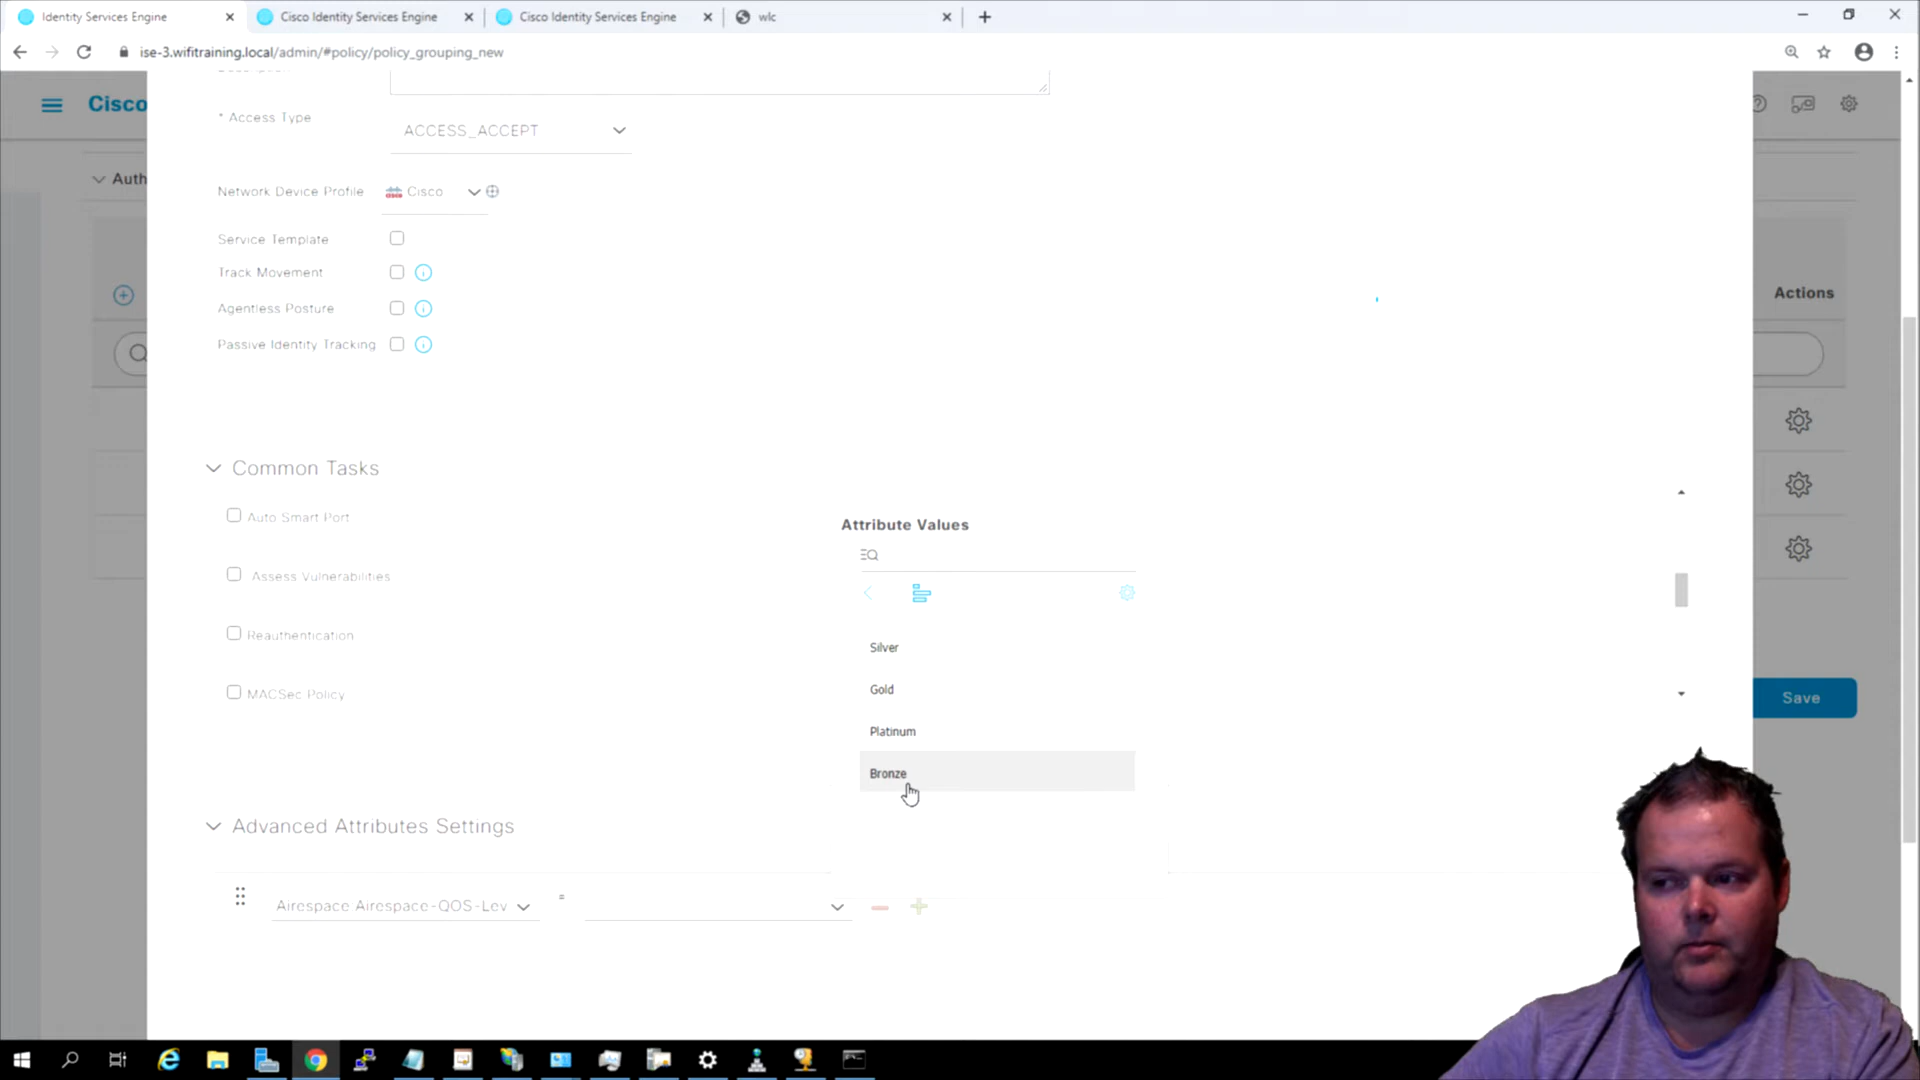 Identity Services Engine
Cisco Identity Services Engine
Cisco Identity Services Engine
wlc
ise-3.wifitraining.local/admin/#policy/policy_grouping_new
Cisco
* Access Type
ACCESS_ACCEPT
Auth
Network Device Profile
Cisco
Service Template
Track Movement
Agentless Posture
Actions
Passive Identity Tracking
Common Tasks
Auto Smart Port
Attribute Values
Assess Vulnerabilities
Reauthentication
Silver
Gold
MACSec Policy
Save
Platinum
Bronze
Advanced Attributes Settings
Airespace Airespace-QOS-Lev
=